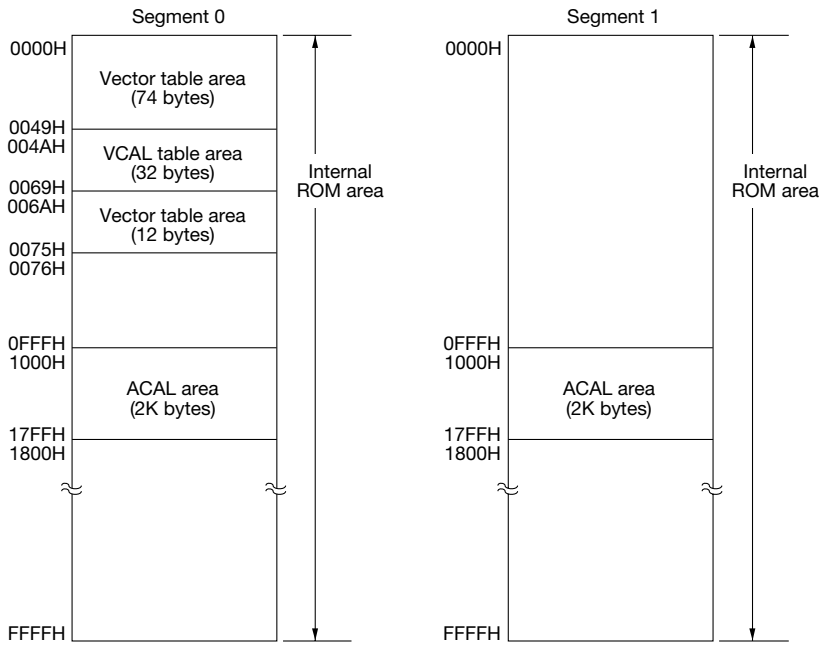 Segment 0
0000H
Vector table area
(74 bytes)
0049H
004AH
VCAL table area
(32 bytes)
0069H
006AH
Vector table area
(12 bytes)
0075H
0076H
0FFFH
1000H
ACAL area
(2K bytes)
17FFH
1800H
FFFFH
Internal
ROM area
Segment 1
0000H
0FFFH
1000H
ACAL area
(2K bytes)
17FFH
1800H
FFFFH
Internal
ROM area